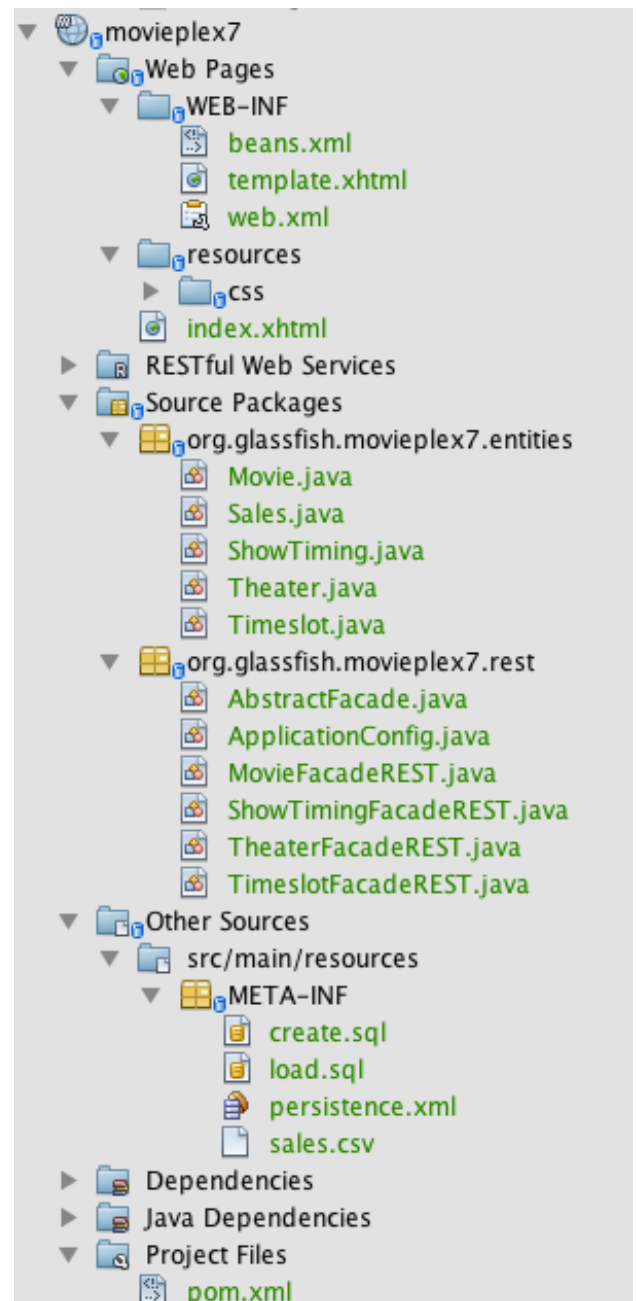 movieplex7
Web Pages
WEB-INF
beans.xml
template.xhtml
web.xml
resources
css
index.xhtml
RESTful Web Services
Source Packages
org.glassfish.movieplex7.entities
Movie.java
Sales.java
ShowTiming.java
Theater.java
Timeslot.java
org.glassfish.movieplex7.rest
AbstractFacade.java
ApplicationConfig.java
MovieFacadeREST.java
ShowTimingFacadeREST.java
TheaterFacadeREST.java
TimeslotFacadeREST.java
Other Sources
src/main/resources
META-INF
create.sql
load.sql
persistence.xml
sales.csv
Dependencies
Java Dependencies
Project Files
pom.xml